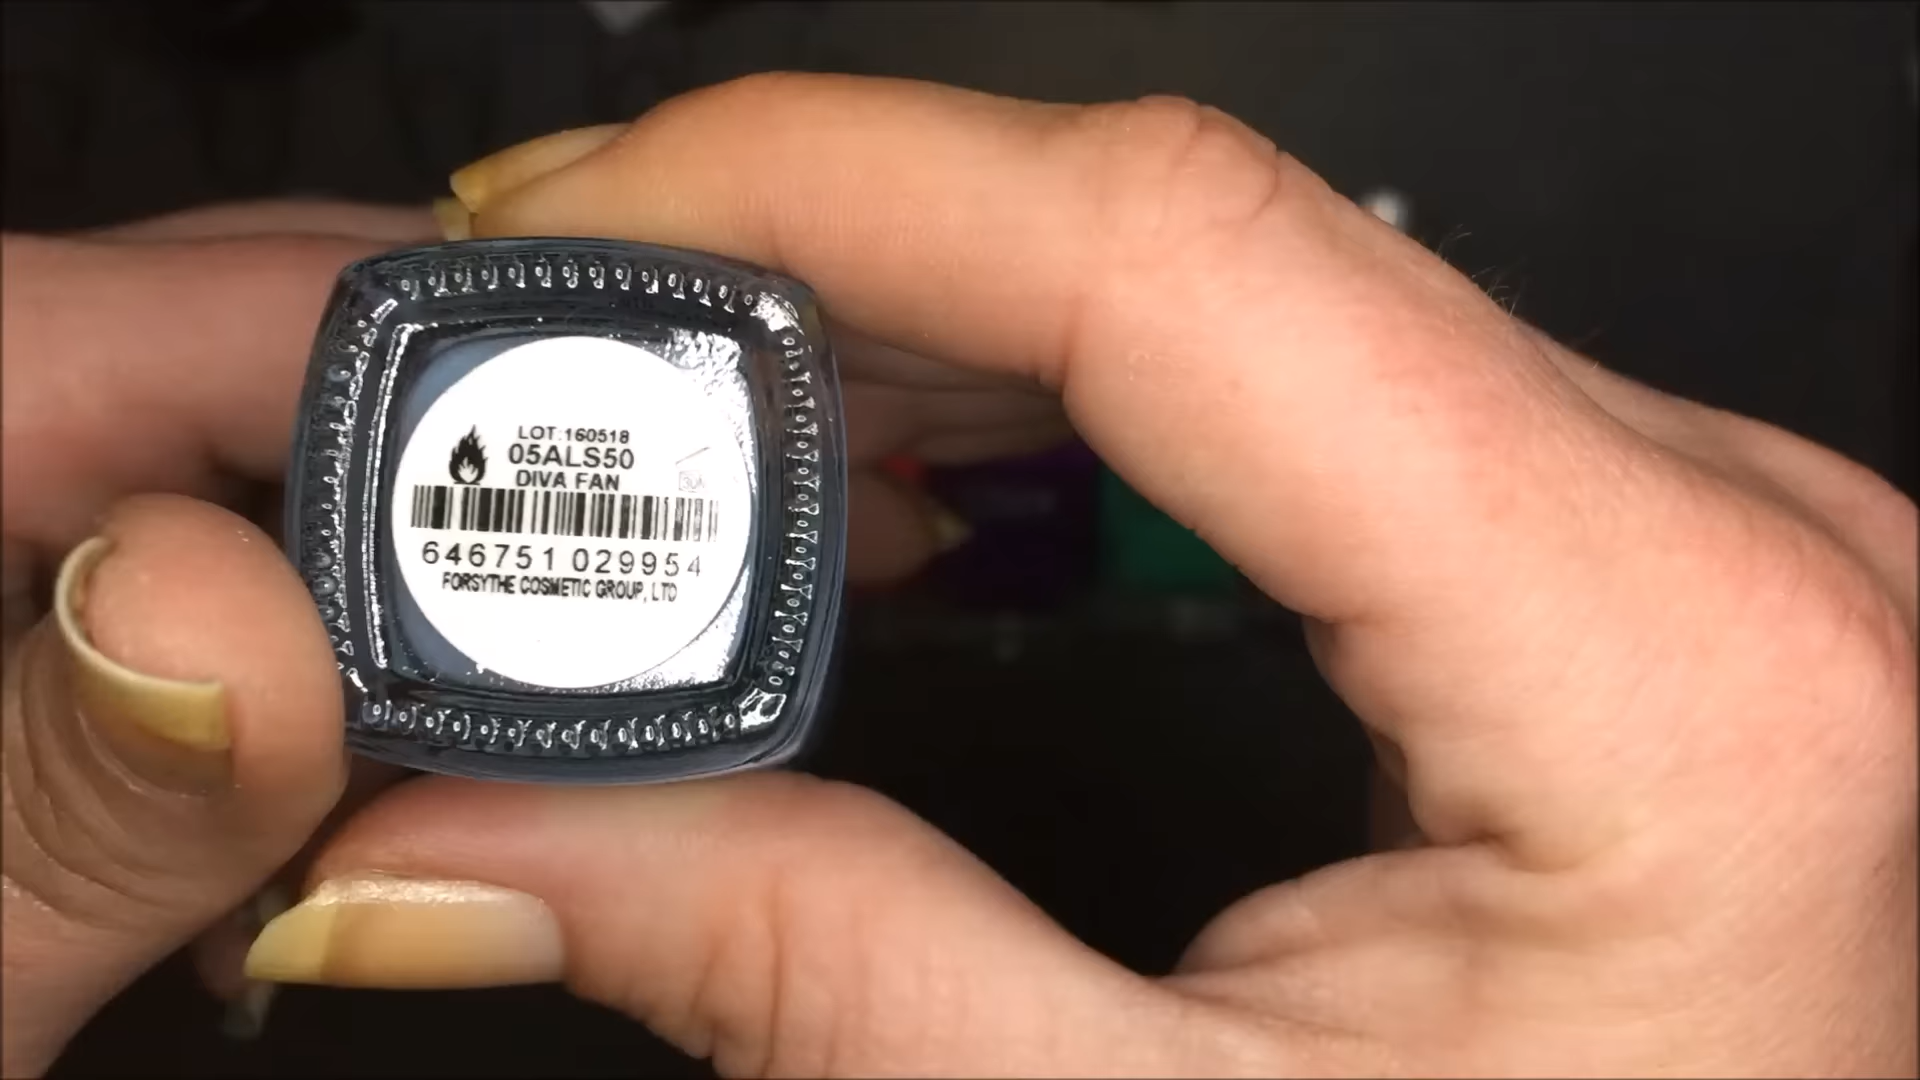 LOT:160518
05ALS50
DIVA FAN
646751 029954
FORSYTHE COSMETIC GROUP, LTD